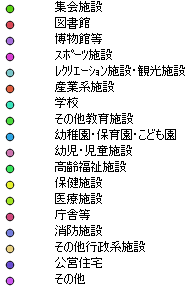 集会施設
図書館
博物館等
ｽﾎﾟｰﾂ施設
ﾚｸﾘｴｰｼｮﾝ施設・観光施設
産業系施設
学校
その他教育施設
幼稚園・保育園・こども園
幼児・児童施設
高齢福祉施設
保健施設
医療施設
庁舎等
消防施設
その他行政系施設
公営住宅
その他